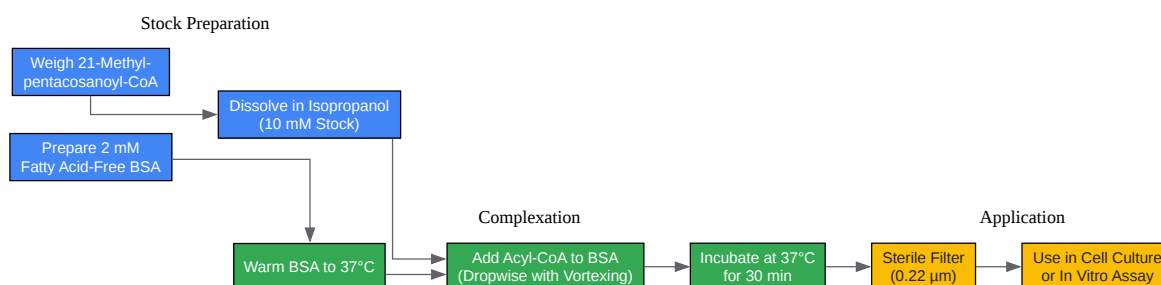 Stock Preparation
Weigh 21-Methyl-
pentacosanoyl-CoA
Dissolve in Isopropanol
(10 mM Stock)
Prepare 2 mM
Fatty Acid-Free BSA
Complexation
Application
Warm BSA to 37°C
Add Acyl-CoA to BSA
(Dropwise with Vortexing)
Incubate at 37°C
for 30 min
Sterile Filter
(0.22 µm)
Use in Cell Culture
or In Vitro Assay